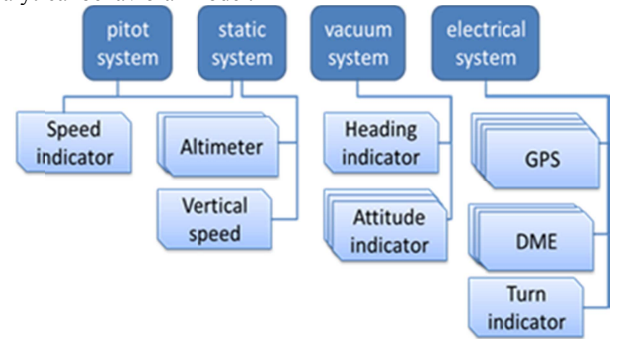 pitot
system
static
system
vacuum
system
electrical
system
Speed
indicator
Altimeter
Vertical
speed
Heading
indicator
Attitude
indicator
GPS
DME
Turn
indicator